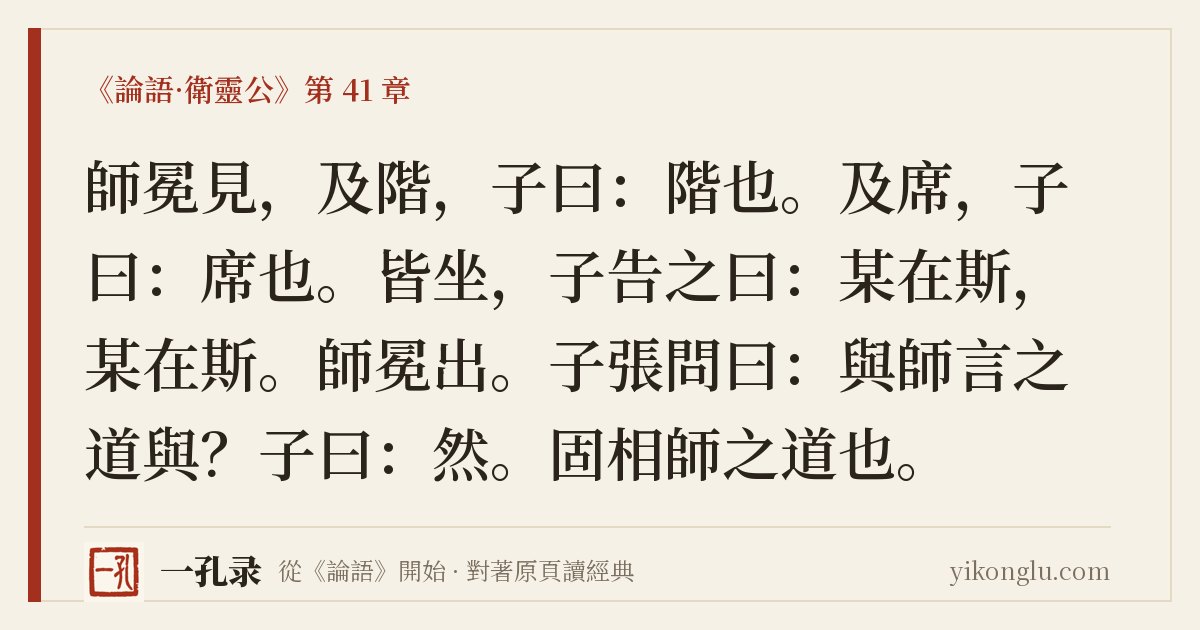 《論語·衛靈公》第 41 章
師冕見，及階，子曰：階也。及席，子
曰：席也。皆坐，子告之曰：某在斯，
某在斯。師冕出。子張問曰：與師言之
道與？子曰：然。固相師之道也。
一孔
一孔录 從《論語》開始 · 對著原頁讀經典
yikonglu.com